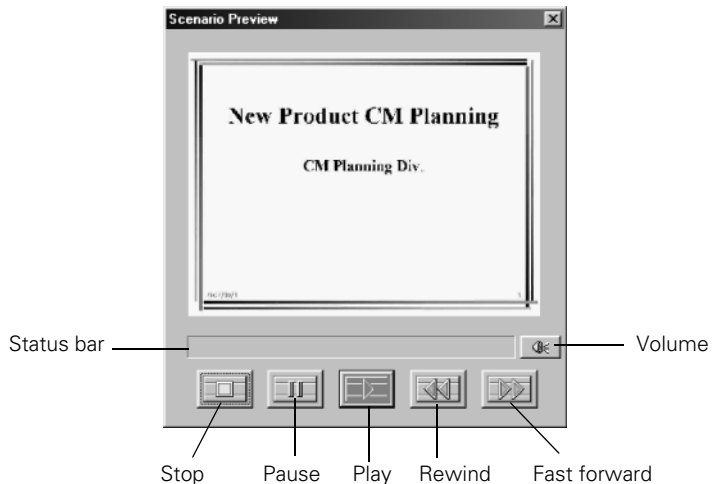 Scenario Preview
New Product CM Planning
CM Planning Div.
Status bar
Volume
Stop Pause Play Rewind Fast forward